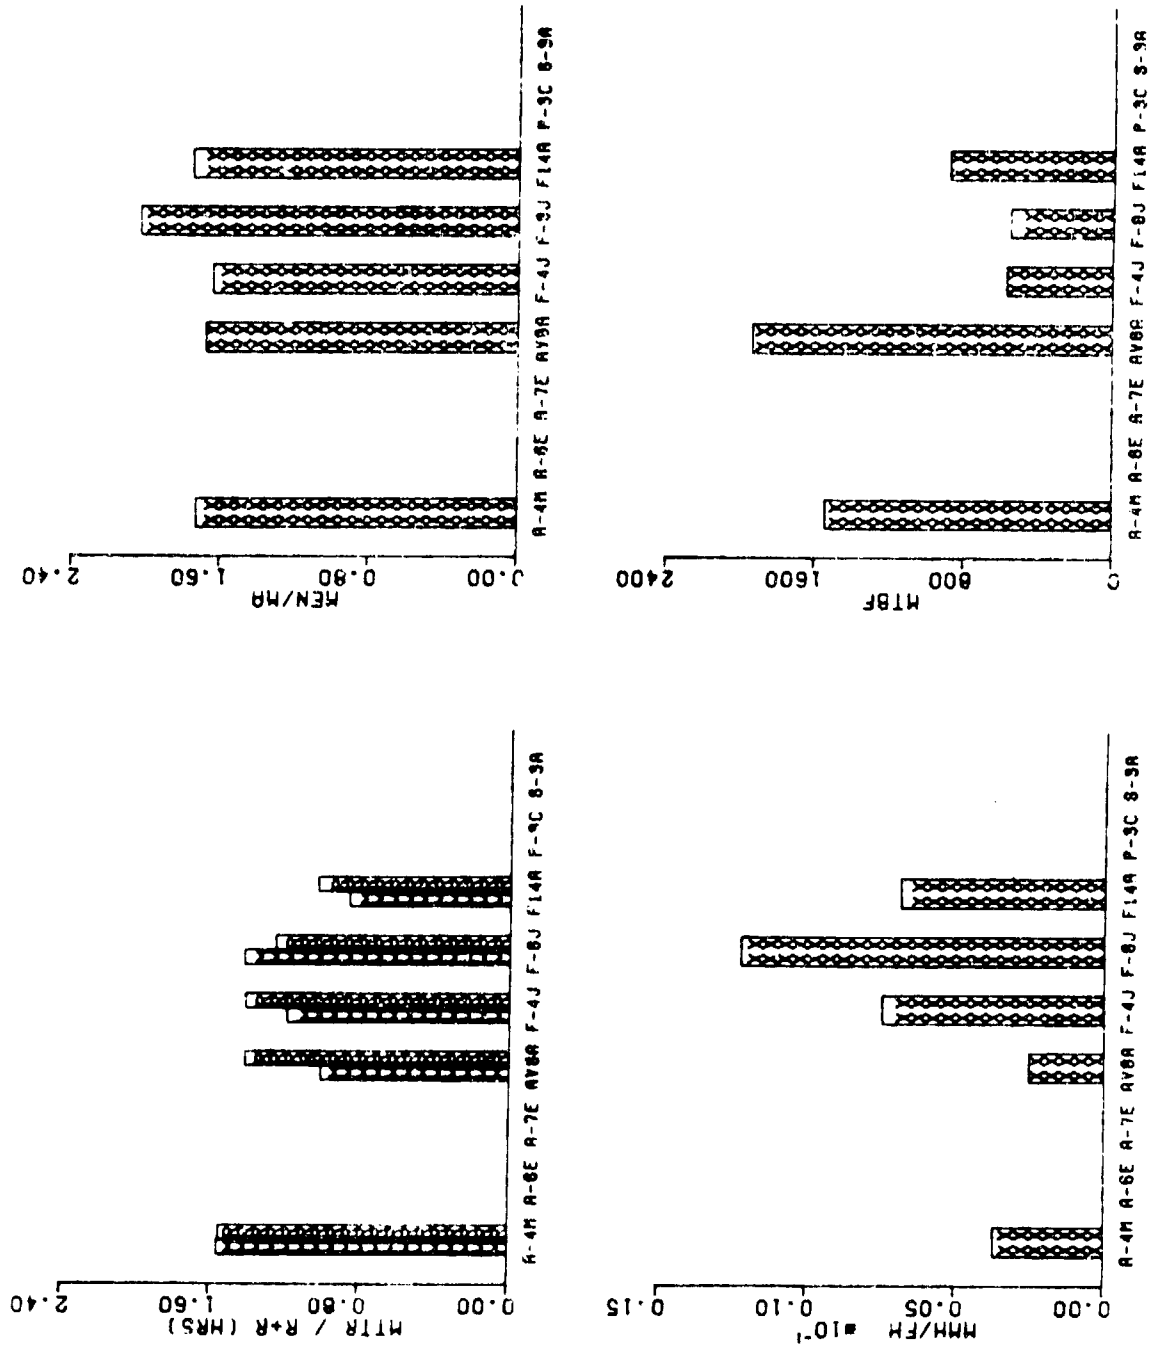 MTTR / R+R (HRS)
2.40
1.60
0.80
0.00
A-4M A-6E A-7E AV8A F-4J F-8J F14A P-3C S-3A
MEN/MA
2.40
1.60
0.80
0.00
A-4M A-6E A-7E AV8A F-4J F-8J F14A P-3C S-3A
MMH/FH *10⁻¹
0.15
0.10
0.05
0.00
A-4M A-6E A-7E AV8A F-4J F-8J F14A P-3C S-3A
MTBF
2400
1600
800
0
A-4M A-6E A-7E AV8A F-4J F-8J F14A P-3C S-3A